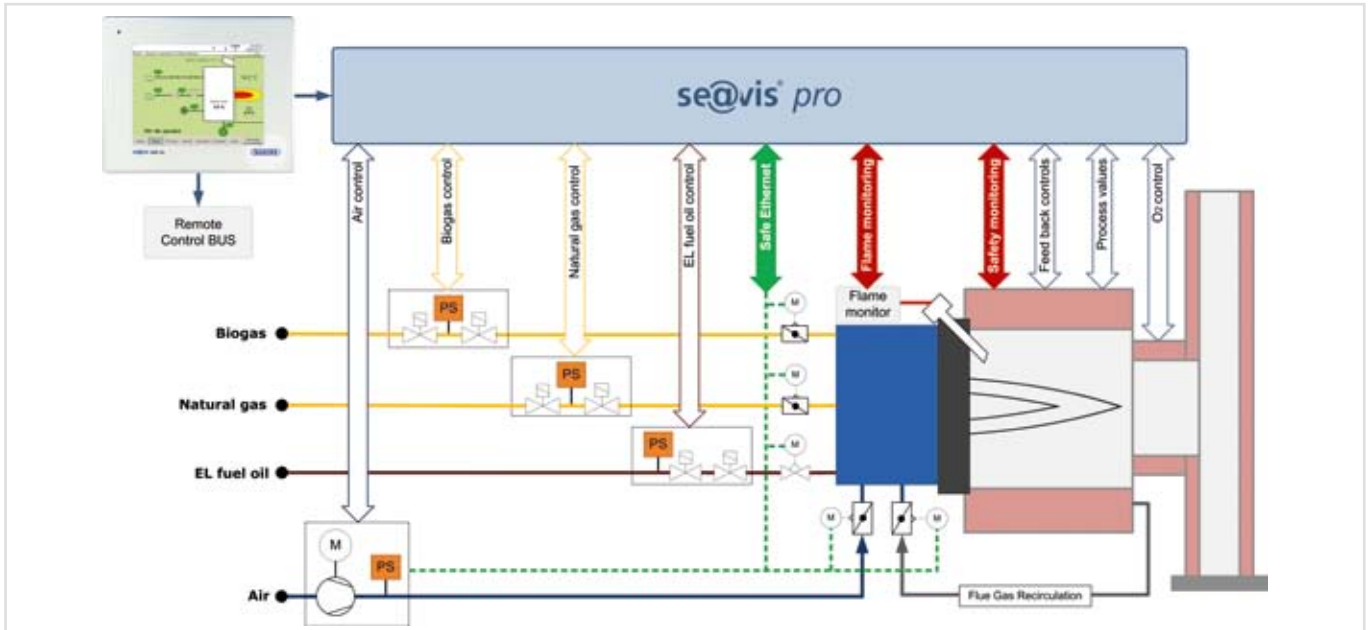 se@vis® pro
Air control
Biogas control
Natural gas control
EL fuel oil control
Safe Ethernet
Flame monitoring
Safety monitoring
Feed back controls
Process values
O₂ control
Remote
Control BUS
Flame
monitor
PS
M
Biogas
PS
M
Natural gas
PS
M
EL fuel oil
M
M
M
PS
Air
Flue Gas Recirculation